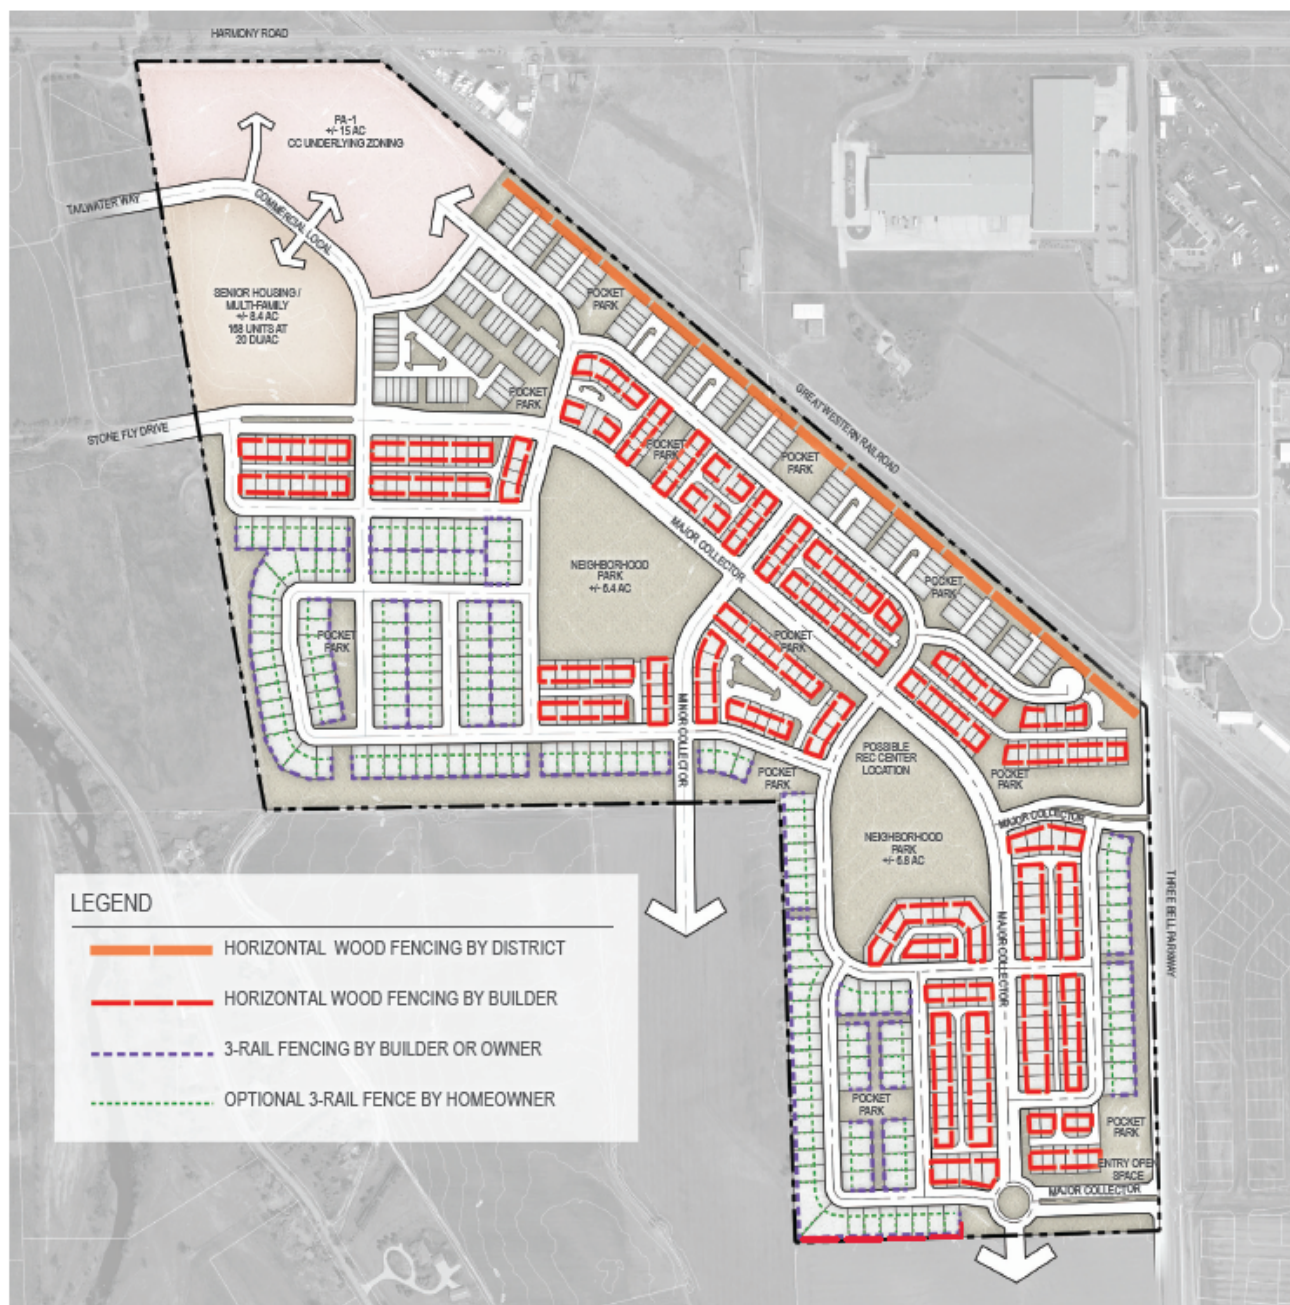 HARMONY ROAD
PA-1
+/- 15 AC
CC UNDERLYING ZONING
TAILWATER WAY
COMMERCIAL LOCAL
SENIOR HOUSING /
MULTI-FAMILY
+/- 8.4 AC
168 UNITS AT
20 DU/AC
POCKET
PARK
GREAT WESTERN RAILROAD
POCKET
PARK
STONE FLY DRIVE
POCKET
PARK
POCKET
PARK
MAJOR COLLECTOR
NEIGHBORHOOD
PARK
+/- 6.4 AC
POCKET
PARK
POCKET
PARK
POCKET
PARK
MINOR COLLECTOR
POSSIBLE
REC CENTER
LOCATION
POCKET
PARK
POCKET
PARK
MAJOR COLLECTOR
NEIGHBORHOOD
PARK
+/- 6.8 AC
THREE BELL PARKWAY
MAJOR COLLECTOR
POCKET
PARK
POCKET
PARK
ENTRY OPEN
SPACE
MAJOR COLLECTOR
LEGEND
HORIZONTAL WOOD FENCING BY DISTRICT
HORIZONTAL WOOD FENCING BY BUILDER
3-RAIL FENCING BY BUILDER OR OWNER
OPTIONAL 3-RAIL FENCE BY HOMEOWNER